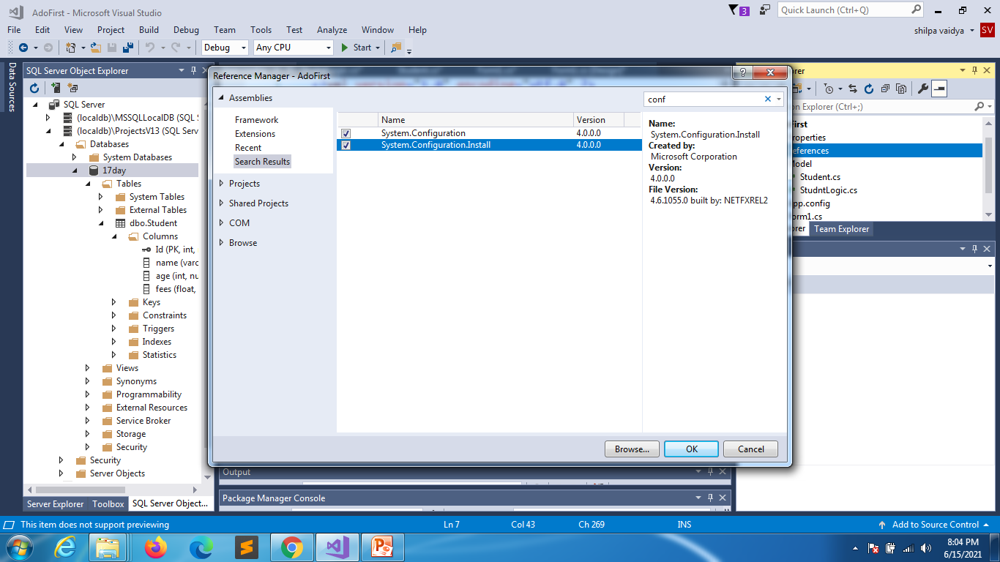 AdoFirst - Microsoft Visual Studio
3
Quick Launch (Ctrl+Q)
File Edit View Project Build Debug Team Tools Test Analyze Window Help
shilpa vaidya SV
Debug Any CPU Start
Data Sources
SQL Server Object Explorer
SQL Server
(localdb)\MSSQLLocalDB (SQL S
(localdb)\ProjectsV13 (SQL Serv
Databases
System Databases
17day
Tables
System Tables
External Tables
dbo.Student
Columns
Id (PK, int,
name (varc
age (int, nu
fees (float,
Keys
Constraints
Triggers
Indexes
Statistics
Views
Synonyms
Programmability
External Resources
Service Broker
Storage
Security
Security
Server Objects
Server Explorer Toolbox SQL Server Object...
Reference Manager - AdoFirst
Assemblies
Framework
Extensions
Recent
Search Results
Projects
Shared Projects
COM
Browse
conf
Name Version
System.Configuration 4.0.0.0
System.Configuration.Install 4.0.0.0
Name:
System.Configuration.Install
Created by:
Microsoft Corporation
Version:
4.0.0.0
File Version:
4.6.1055.0 built by: NETFXREL2
Browse... OK Cancel
orer
on Explorer (Ctrl+;)
First
roperties
eferences
odel
Student.cs
StudntLogic.cs
pp.config
orm1.cs
orer Team Explorer
Output
Package Manager Console
This item does not support previewing Ln 7 Col 43 Ch 269 INS Add to Source Control
8:04 PM
6/15/2021